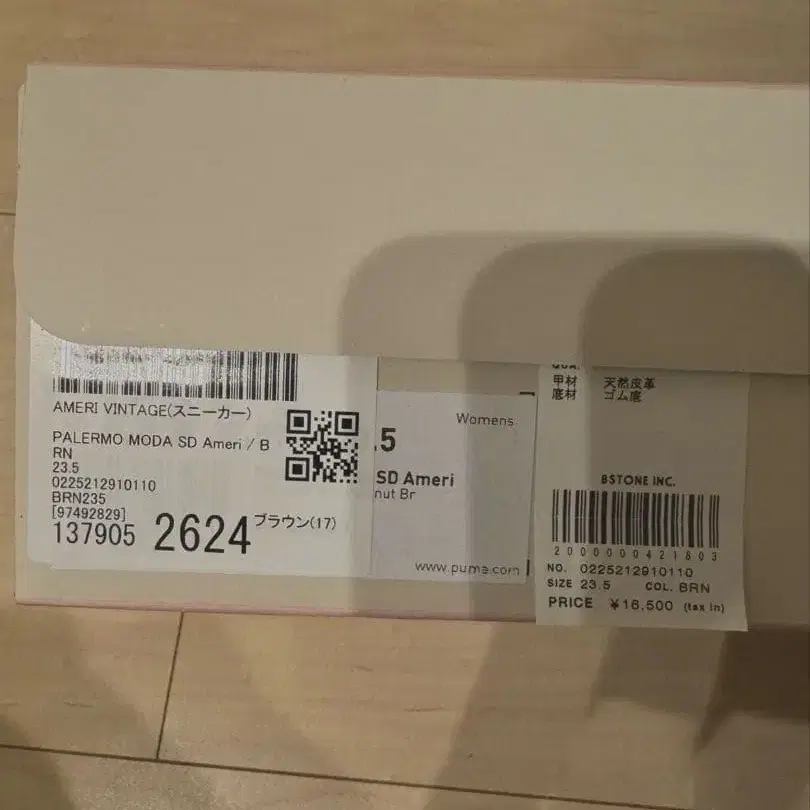 AMERI VINTAGE(スニーカー)
PALERMO MODA SD Ameri / B
RN
23.5
0225212910110
BRN235
[97492829]
137905 2624 ブラウン(17)
Womens
.5
SD Ameri
nut Br
www.puma.com
甲材 天然皮革
底材 ゴム底
BSTONE INC.
2000000421803
NO. 0225212910110
SIZE 23.5 COL. BRN
PRICE ¥16,500 (tax in)